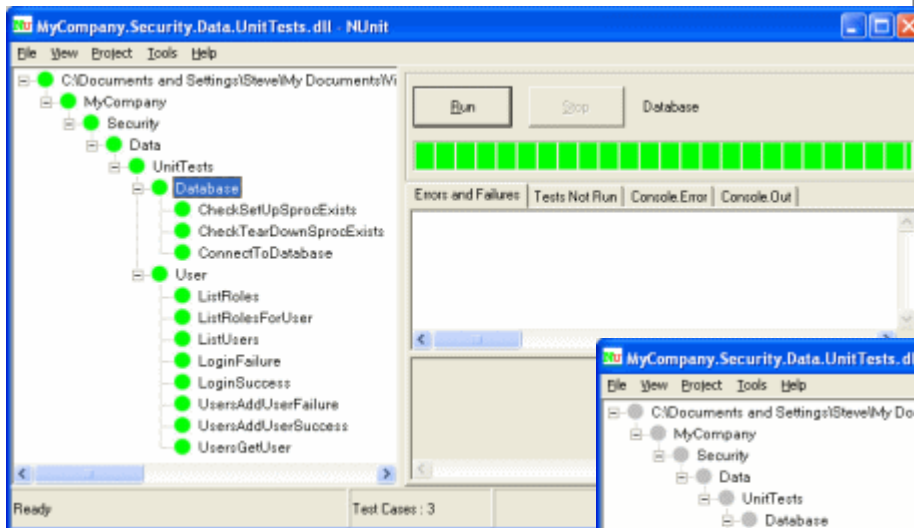 MyCompany.Security.Data.UnitTests.dll - NUnit
File View Project Tools Help
C:\Documents and Settings\Steve\My Documents\Vi
MyCompany
Security
Data
UnitTests
Database
CheckSetUpSprocExists
CheckTearDownSprocExists
ConnectToDatabase
User
ListRoles
ListRolesForUser
ListUsers
LoginFailure
LoginSuccess
UsersAddUserFailure
UsersAddUserSuccess
UsersGetUser
Run Stop Database
Errors and Failures Tests Not Run Console.Error Console.Out
Ready Test Cases : 3
MyCompany.Security.Data.UnitTests.dl
File View Project Tools Help
C:\Documents and Settings\Steve\My Do
MyCompany
Security
Data
UnitTests
Database